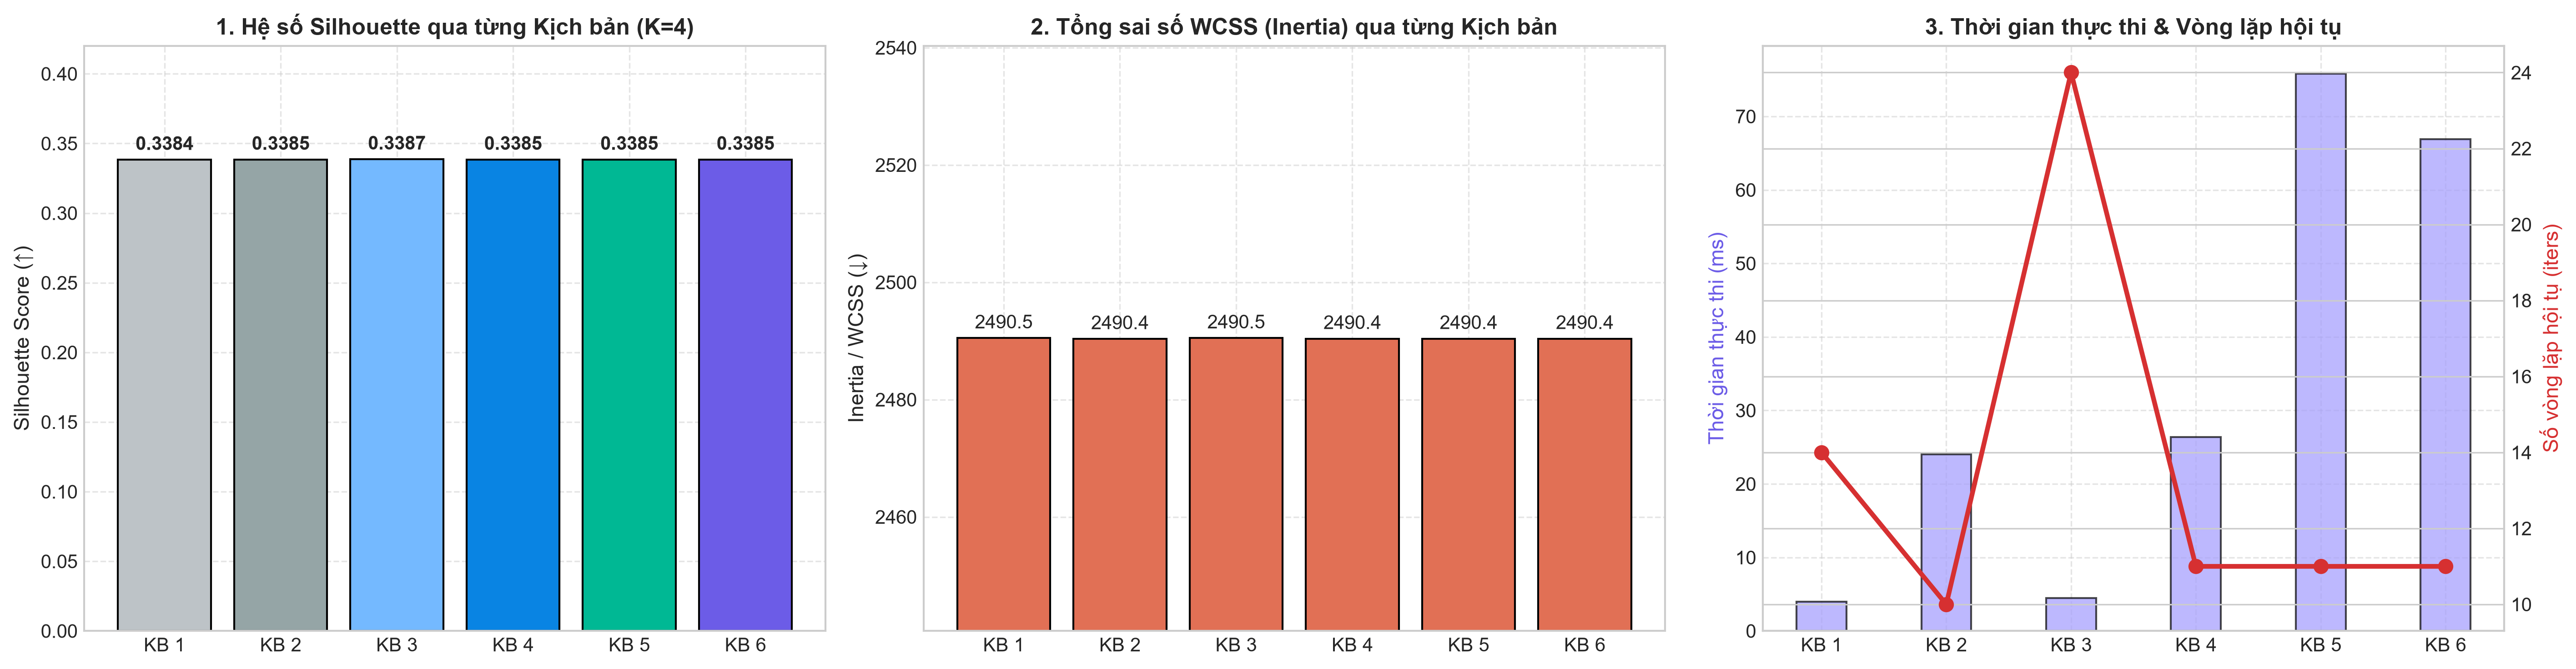 1. Hệ số Silhouette qua từng Kịch bản (K=4)
Silhouette Score (↑)
0.40
0.35
0.30
0.25
0.20
0.15
0.10
0.05
0.00
0.3384
0.3385
0.3387
0.3385
0.3385
0.3385
KB 1
KB 2
KB 3
KB 4
KB 5
KB 6
2. Tổng sai số WCSS (Inertia) qua từng Kịch bản
Inertia / WCSS (↓)
2540
2520
2500
2480
2460
2490.5
2490.4
2490.5
2490.4
2490.4
2490.4
KB 1
KB 2
KB 3
KB 4
KB 5
KB 6
3. Thời gian thực thi & Vòng lặp hội tụ
Thời gian thực thi (ms)
70
60
50
40
30
20
10
0
KB 1
KB 2
KB 3
KB 4
KB 5
KB 6
24
22
20
18
16
14
12
10
Số vòng lặp hội tụ (iters)